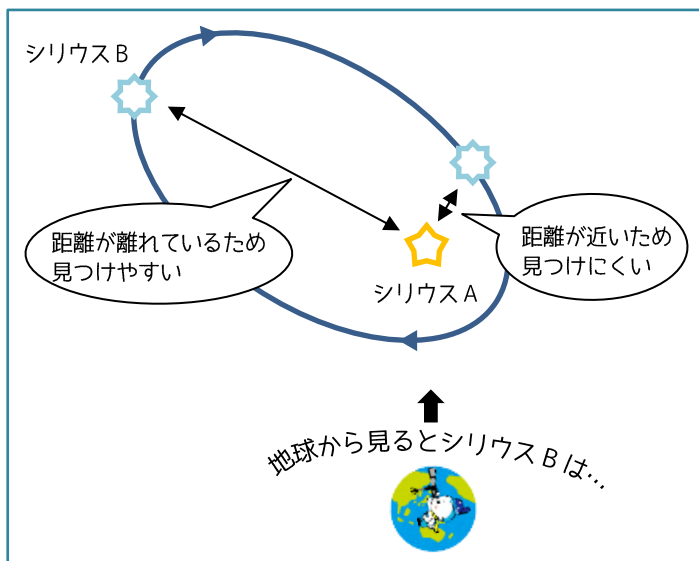 シリウスB
距離が離れているため
見つけやすい
距離が近いため
見つけにくい
シリウスA
地球から見るとシリウスBは…